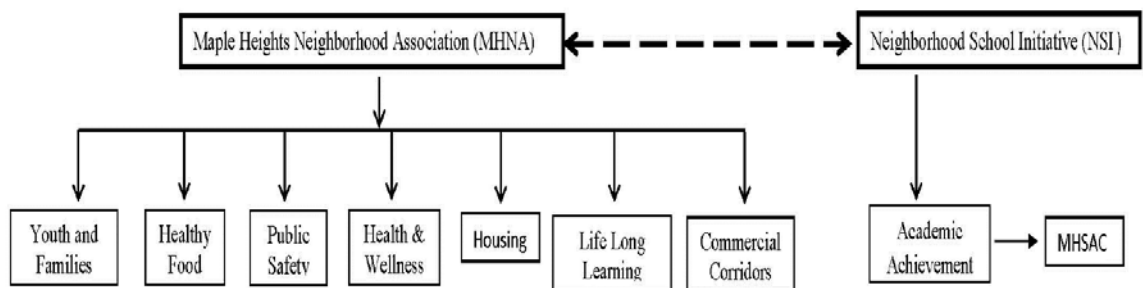 Maple Heights Neighborhood Association (MHNA)
Neighborhood School Initiative (NSI )
Youth and
Families
Healthy
Food
Public
Safety
Health &
Wellness
Housing
Life Long
Learning
Commercial
Corridors
Academic
Achievement
MHSAC